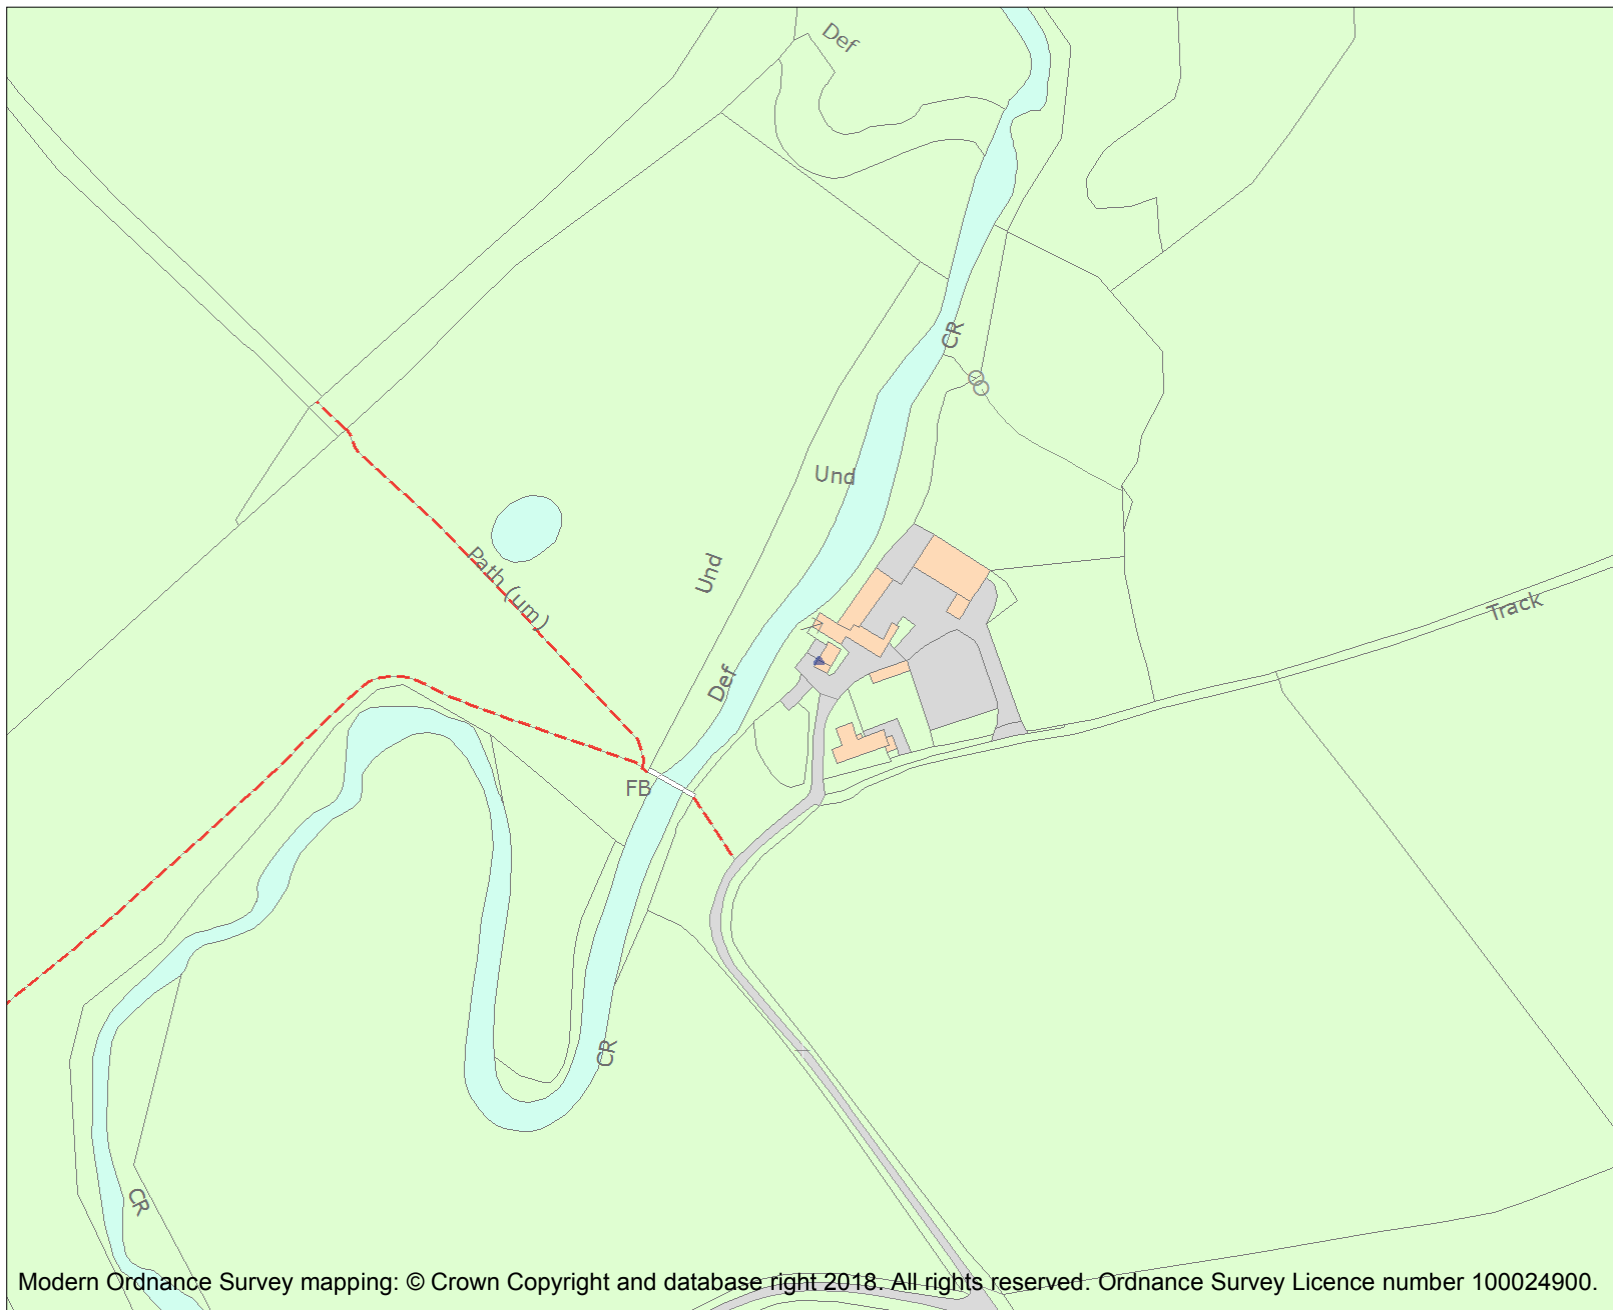 Def
CR
Und
Path (um)
Und
Track
Def
FB
CR
CR
Modern Ordnance Survey mapping: © Crown Copyright and database right 2018. All rights reserved. Ordnance Survey Licence number 100024900.